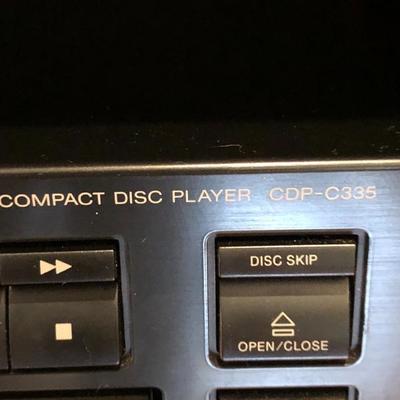 COMPACT DISC PLAYER CDP-C335
DISC SKIP
OPEN/CLOSE